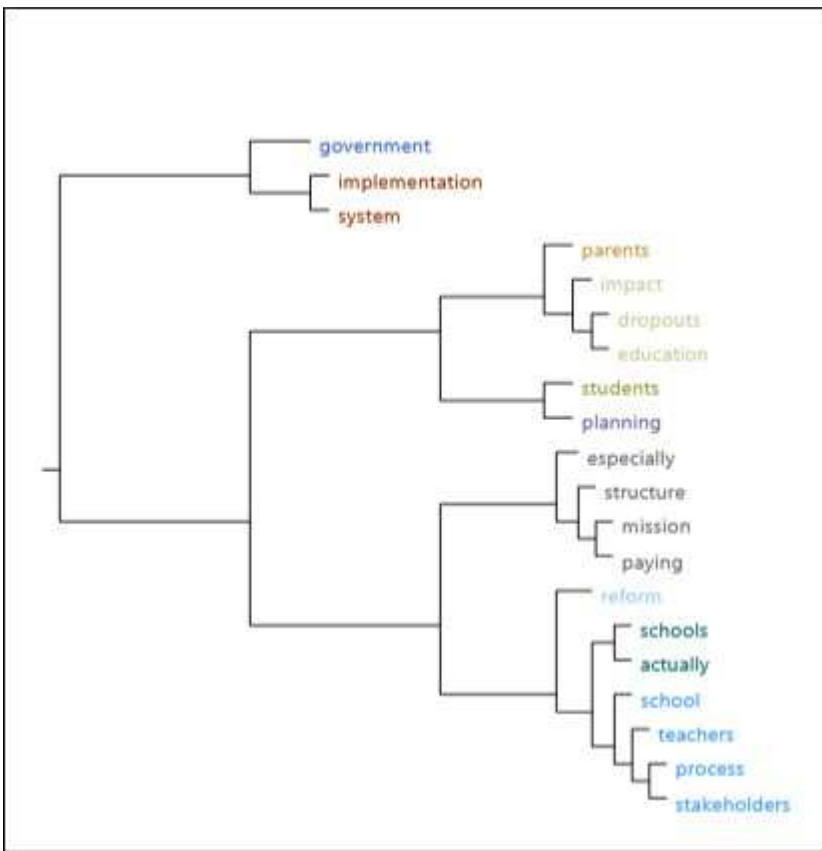 government
implementation
system
parents
impact
dropouts
education
students
planning
especially
structure
mission
paying
reform
schools
actually
school
teachers
process
stakeholders